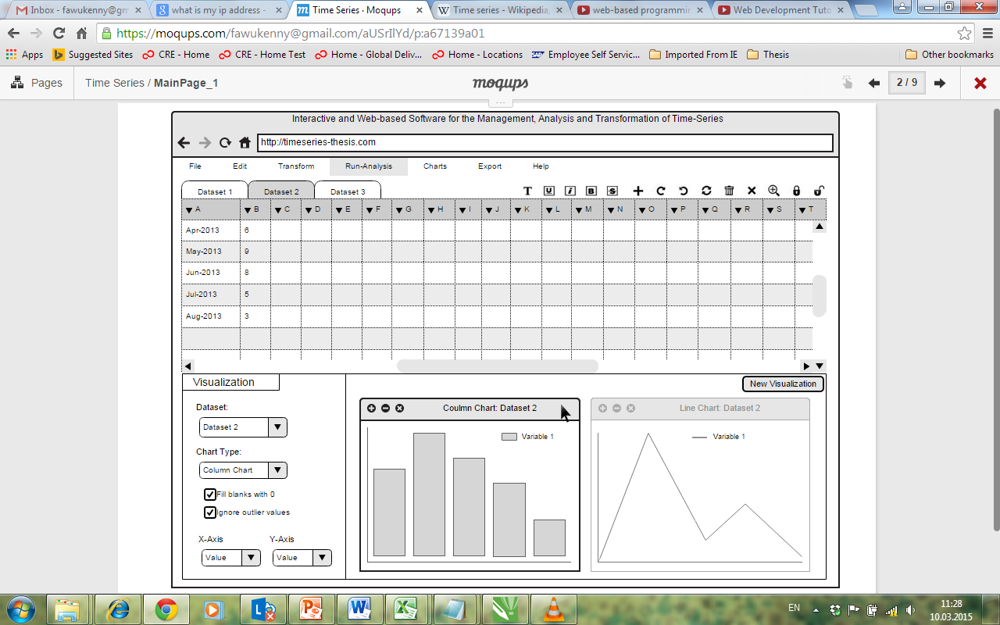 Inbox - fawukenny@gm
what is my ip address -
Time Series · Moqups
Time series - Wikipedia,
web-based programmin
Web Development Tuto
https://moqups.com/fawukenny@gmail.com/aUSrIlYd/p:a67139a01
Apps Suggested Sites CRE - Home CRE - Home Test Home - Global Deliv... Home - Locations Employee Self Servic... Imported From IE Thesis Other bookmarks
Pages Time Series / MainPage_1 moqups 2 / 9
Interactive and Web-based Software for the Management, Analysis and Transformation of Time-Series
http://timeseries-thesis.com
File Edit Transform Run-Analysis Charts Export Help
Dataset 1 Dataset 2 Dataset 3 T U i B S
A B C D E F G H I J K L M N O P Q R S T
Apr-2013 6
May-2013 9
Jun-2013 8
Jul-2013 5
Aug-2013 3
Visualization
New Visualization
Dataset:
Dataset 2
Chart Type:
Column Chart
Fill blanks with 0
Ignore outlier values
X-Axis Y-Axis
Value Value
Coulmn Chart: Dataset 2
Variable 1
Line Chart: Dataset 2
Variable 1
EN
11:28
10.03.2015